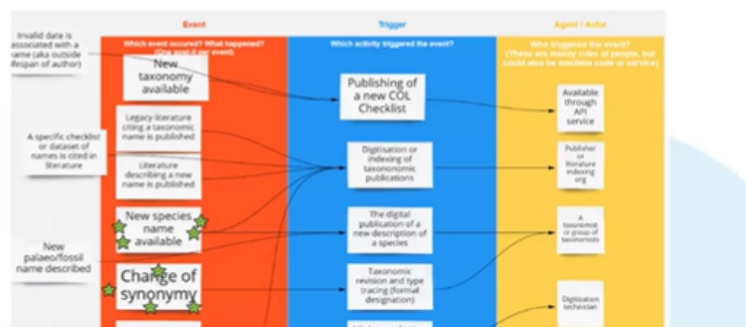 Event
Trigger
Agent / Actor
Invalid date is
associated with a
name (aka outside
lifespan of author)
Which event occured? What happened?
(One post-it per event)
Which activity triggered the event?
Who triggered the event?
(These are mainly roles of people, but
could also be machine code or service)
New
taxonomy
available
Publishing of
a new COL
Checklist
Available
through
API
service
Legacy literature
citing a taxonomic
name is published
A specific checklist
or dataset of
names is cited in
literature
Literature
describing a new
name is published
Digitisation or
indexing of
taxononomic
publications
Publisher
or
literature
indexing
org
New species
name
available
The digital
publication of a
new description of
a species
A
taxonomist
or group of
taxonomists
New
palaeo/fossil
name described
Change of
synonymy
Taxonomic
revision and type
tracing (formal
designation)
Digitization
technician